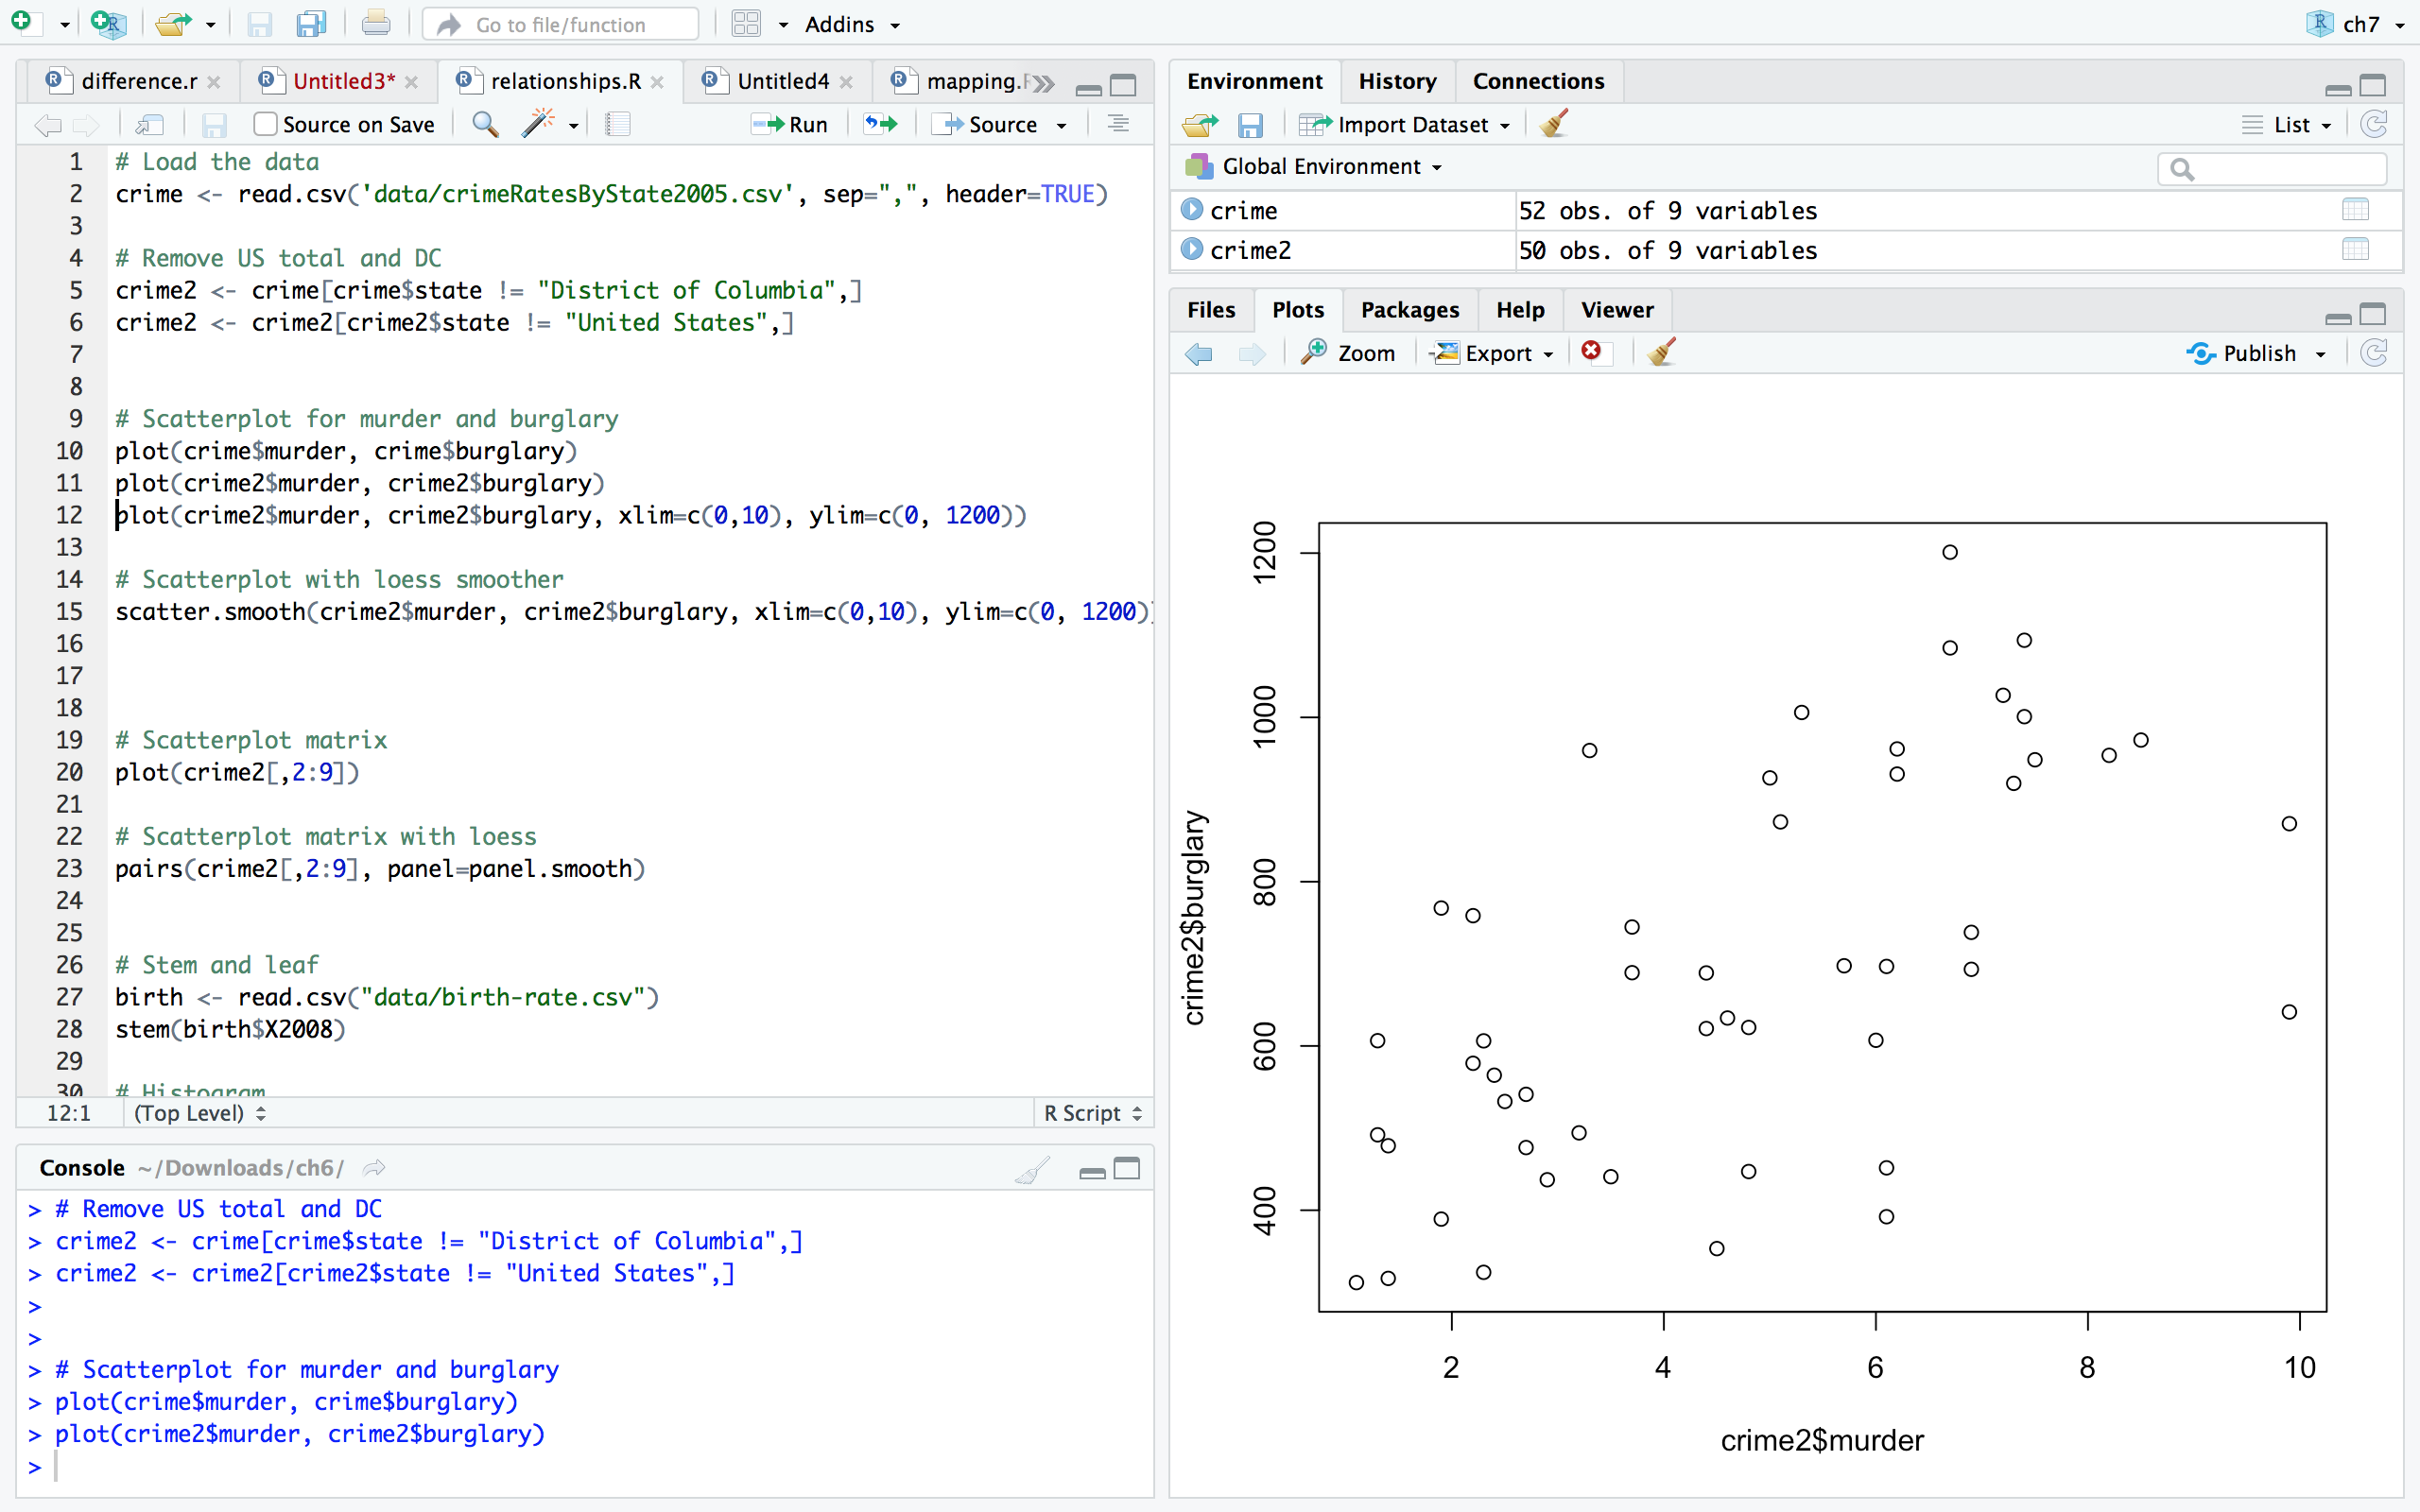 Go to file/function
Addins
ch7
difference.r
Untitled3*
relationships.R
Untitled4
mapping.
Source on Save
Run
Source
1 # Load the data
2 crime <- read.csv('data/crimeRatesByState2005.csv', sep=",", header=TRUE)
3
4 # Remove US total and DC
5 crime2 <- crime[crime$state != "District of Columbia",]
6 crime2 <- crime2[crime2$state != "United States",]
7
8
9 # Scatterplot for murder and burglary
10 plot(crime$murder, crime$burglary)
11 plot(crime2$murder, crime2$burglary)
12 plot(crime2$murder, crime2$burglary, xlim=c(0,10), ylim=c(0, 1200))
13
14 # Scatterplot with loess smoother
15 scatter.smooth(crime2$murder, crime2$burglary, xlim=c(0,10), ylim=c(0, 1200)
16
17
18
19 # Scatterplot matrix
20 plot(crime2[,2:9])
21
22 # Scatterplot matrix with loess
23 pairs(crime2[,2:9], panel=panel.smooth)
24
25
26 # Stem and leaf
27 birth <- read.csv("data/birth-rate.csv")
28 stem(birth$X2008)
29
30 # Histogram
12:1 (Top Level) R Script
Console ~/Downloads/ch6/
> # Remove US total and DC
> crime2 <- crime[crime$state != "District of Columbia",]
> crime2 <- crime2[crime2$state != "United States",]
>
>
> # Scatterplot for murder and burglary
> plot(crime$murder, crime$burglary)
> plot(crime2$murder, crime2$burglary)
>
Environment History Connections
Import Dataset List
Global Environment
crime 52 obs. of 9 variables
crime2 50 obs. of 9 variables
Files Plots Packages Help Viewer
Zoom Export Publish
1200
1000
800
600
400
crime2$burglary
2 4 6 8 10
crime2$murder